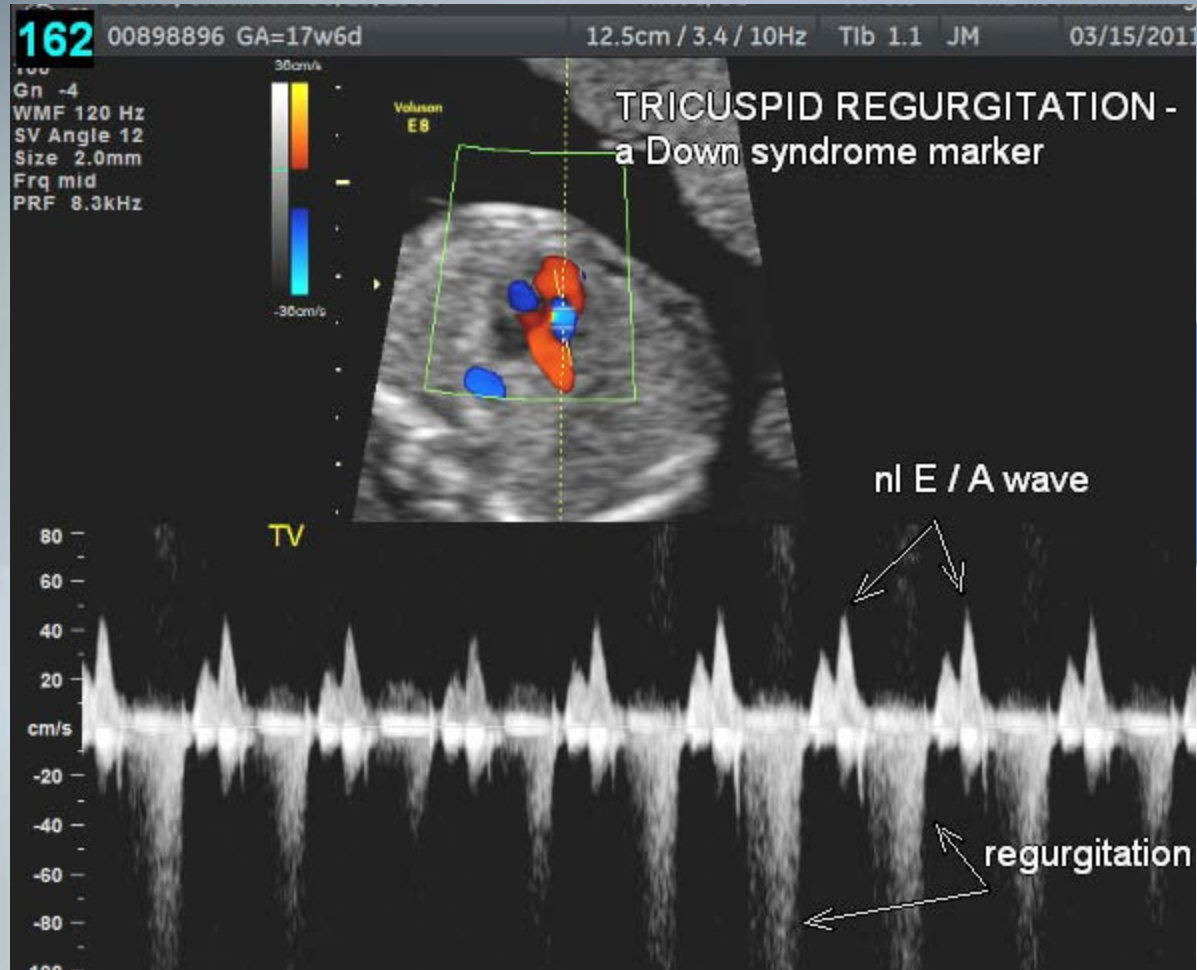 162
00898896 GA=17w6d
12.5cm / 3.4 / 10Hz
TIb 1.1
JM
03/15/2011
Gn -4
WMF 120 Hz
SV Angle 12
Size 2.0mm
Frq mid
PRF 8.3kHz
36cm/s
-36cm/s
Voluson
E8
TRICUSPID REGURGITATION -
a Down syndrome marker
nl E / A wave
TV
80
60
40
20
cm/s
-20
-40
-60
-80
regurgitation